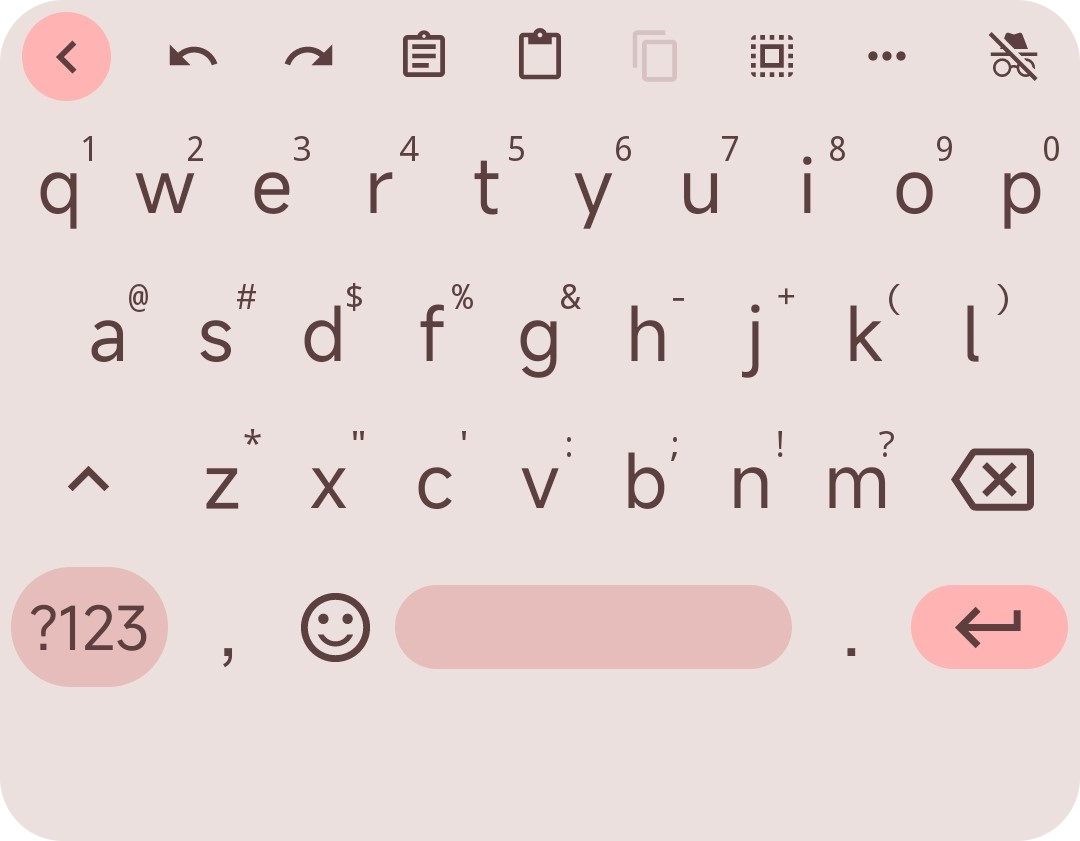 1 2 3 4 5 6 7 8 9 0
q w e r t y u i o p
@ # $ % & - + ( )
a s d f g h j k l
* " ' : ; ! ?
z x c v b n m
?123 , .